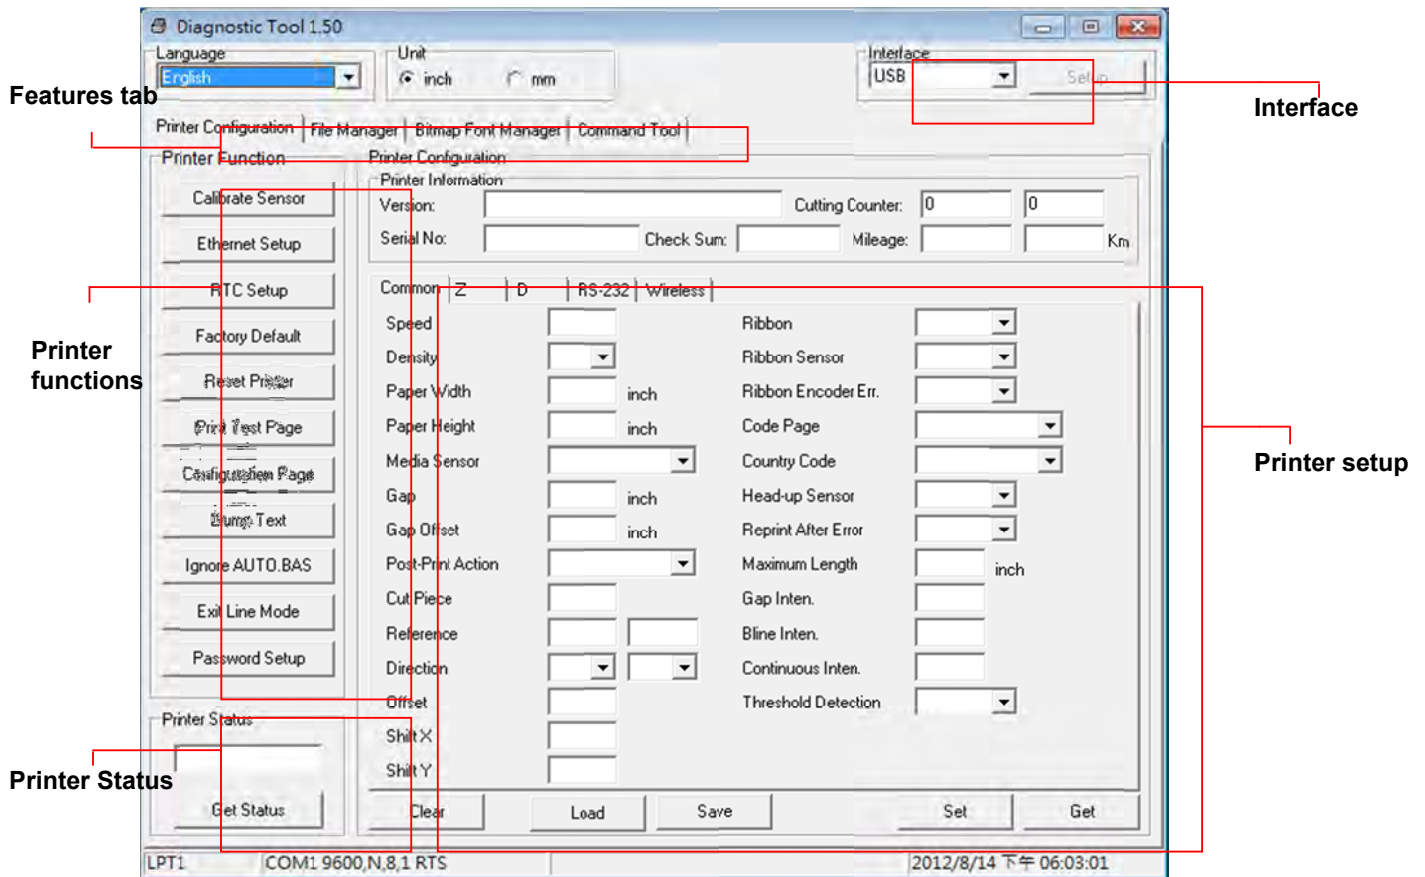 Diagnostic Tool 1.50
Language
English
Unit
inch
mm
Interface
USB
Setup
Features tab
Interface
Printer Configuration
File Manager
Bitmap Font Manager
Command Tool
Printer Function
Calibrate Sensor
Ethernet Setup
RTC Setup
Factory Default
Reset Printer
Print Test Page
Configuration Page
Dump Text
Ignore AUTO.BAS
Exit Line Mode
Password Setup
Printer functions
Printer Configuration
Printer Information
Version:
Cutting Counter: 0 0
Serial No:
Check Sum:
Mileage:
Km
Common
Z
D
RS-232
Wireless
Speed
Density
Paper Width inch
Paper Height inch
Media Sensor
Gap inch
Gap Offset inch
Post-Print Action
Cut Piece
Reference
Direction
Offset
Shift X
Shift Y
Ribbon
Ribbon Sensor
Ribbon Encoder Err.
Code Page
Country Code
Head-up Sensor
Reprint After Error
Maximum Length inch
Gap Inten.
Bline Inten.
Continuous Inten.
Threshold Detection
Printer setup
Printer Status
Printer Status
Get Status
Clear
Load
Save
Set
Get
LPT1
COM1 9600,N,8,1 RTS
2012/8/14 下午 06:03:01